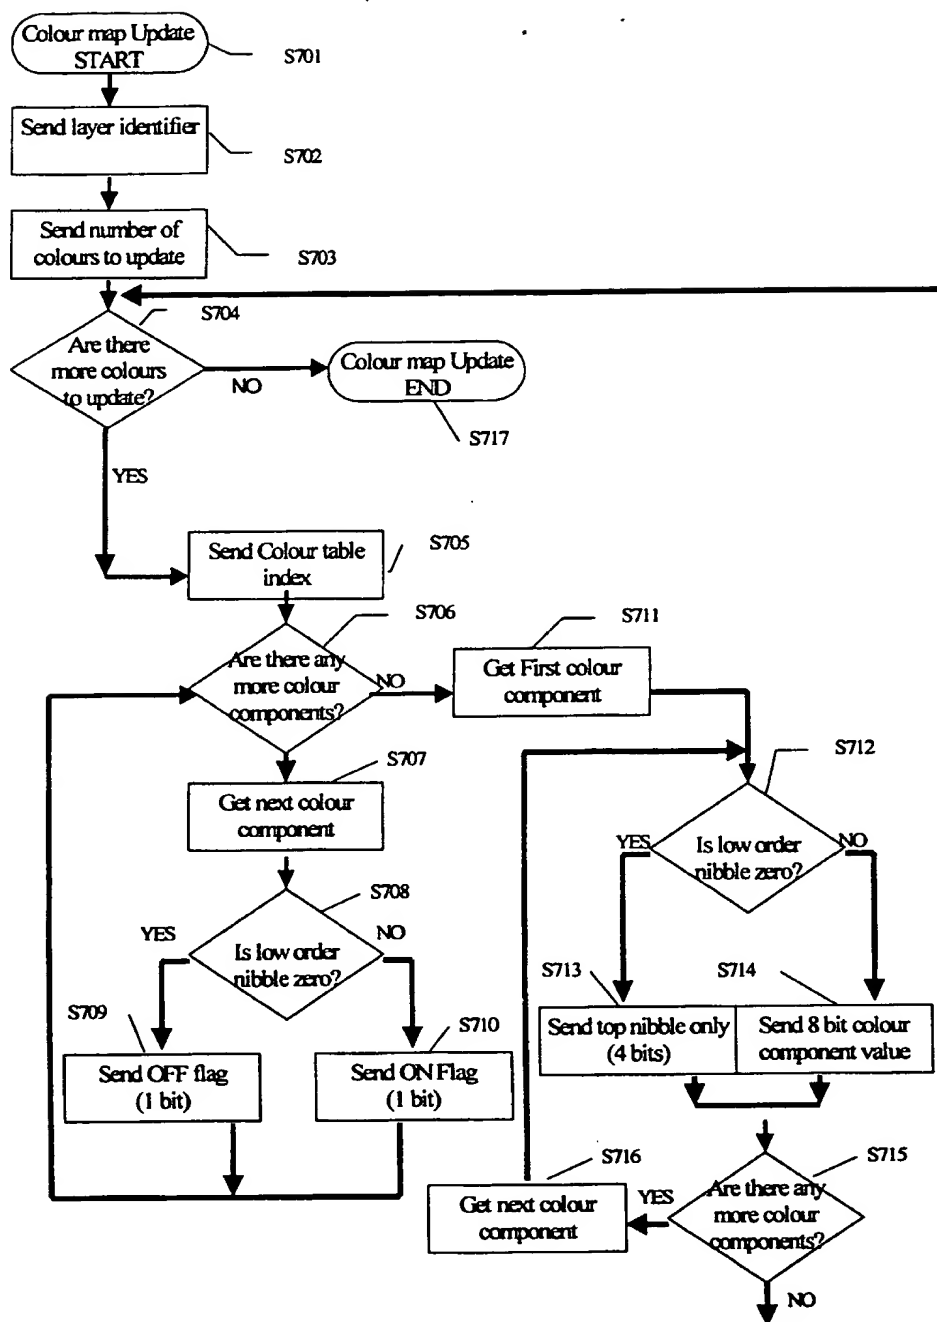 Colour map Update
START
S701
Send layer identifier
S702
Send number of
colours to update
S703
S704
Are there
more colours
to update?
NO
Colour map Update
END
S717
YES
Send Colour table
index
S705
S706
Are there any
more colour
components?
NO
S711
Get First colour
component
S707
Get next colour
component
S712
Is low order
nibble zero?
YES
NO
S708
Is low order
nibble zero?
YES
NO
S709
Send OFF flag
(1 bit)
S710
Send ON Flag
(1 bit)
S713
Send top nibble only
(4 bits)
S714
Send 8 bit colour
component value
S715
Are there any
more colour
components?
YES
S716
Get next colour
component
NO